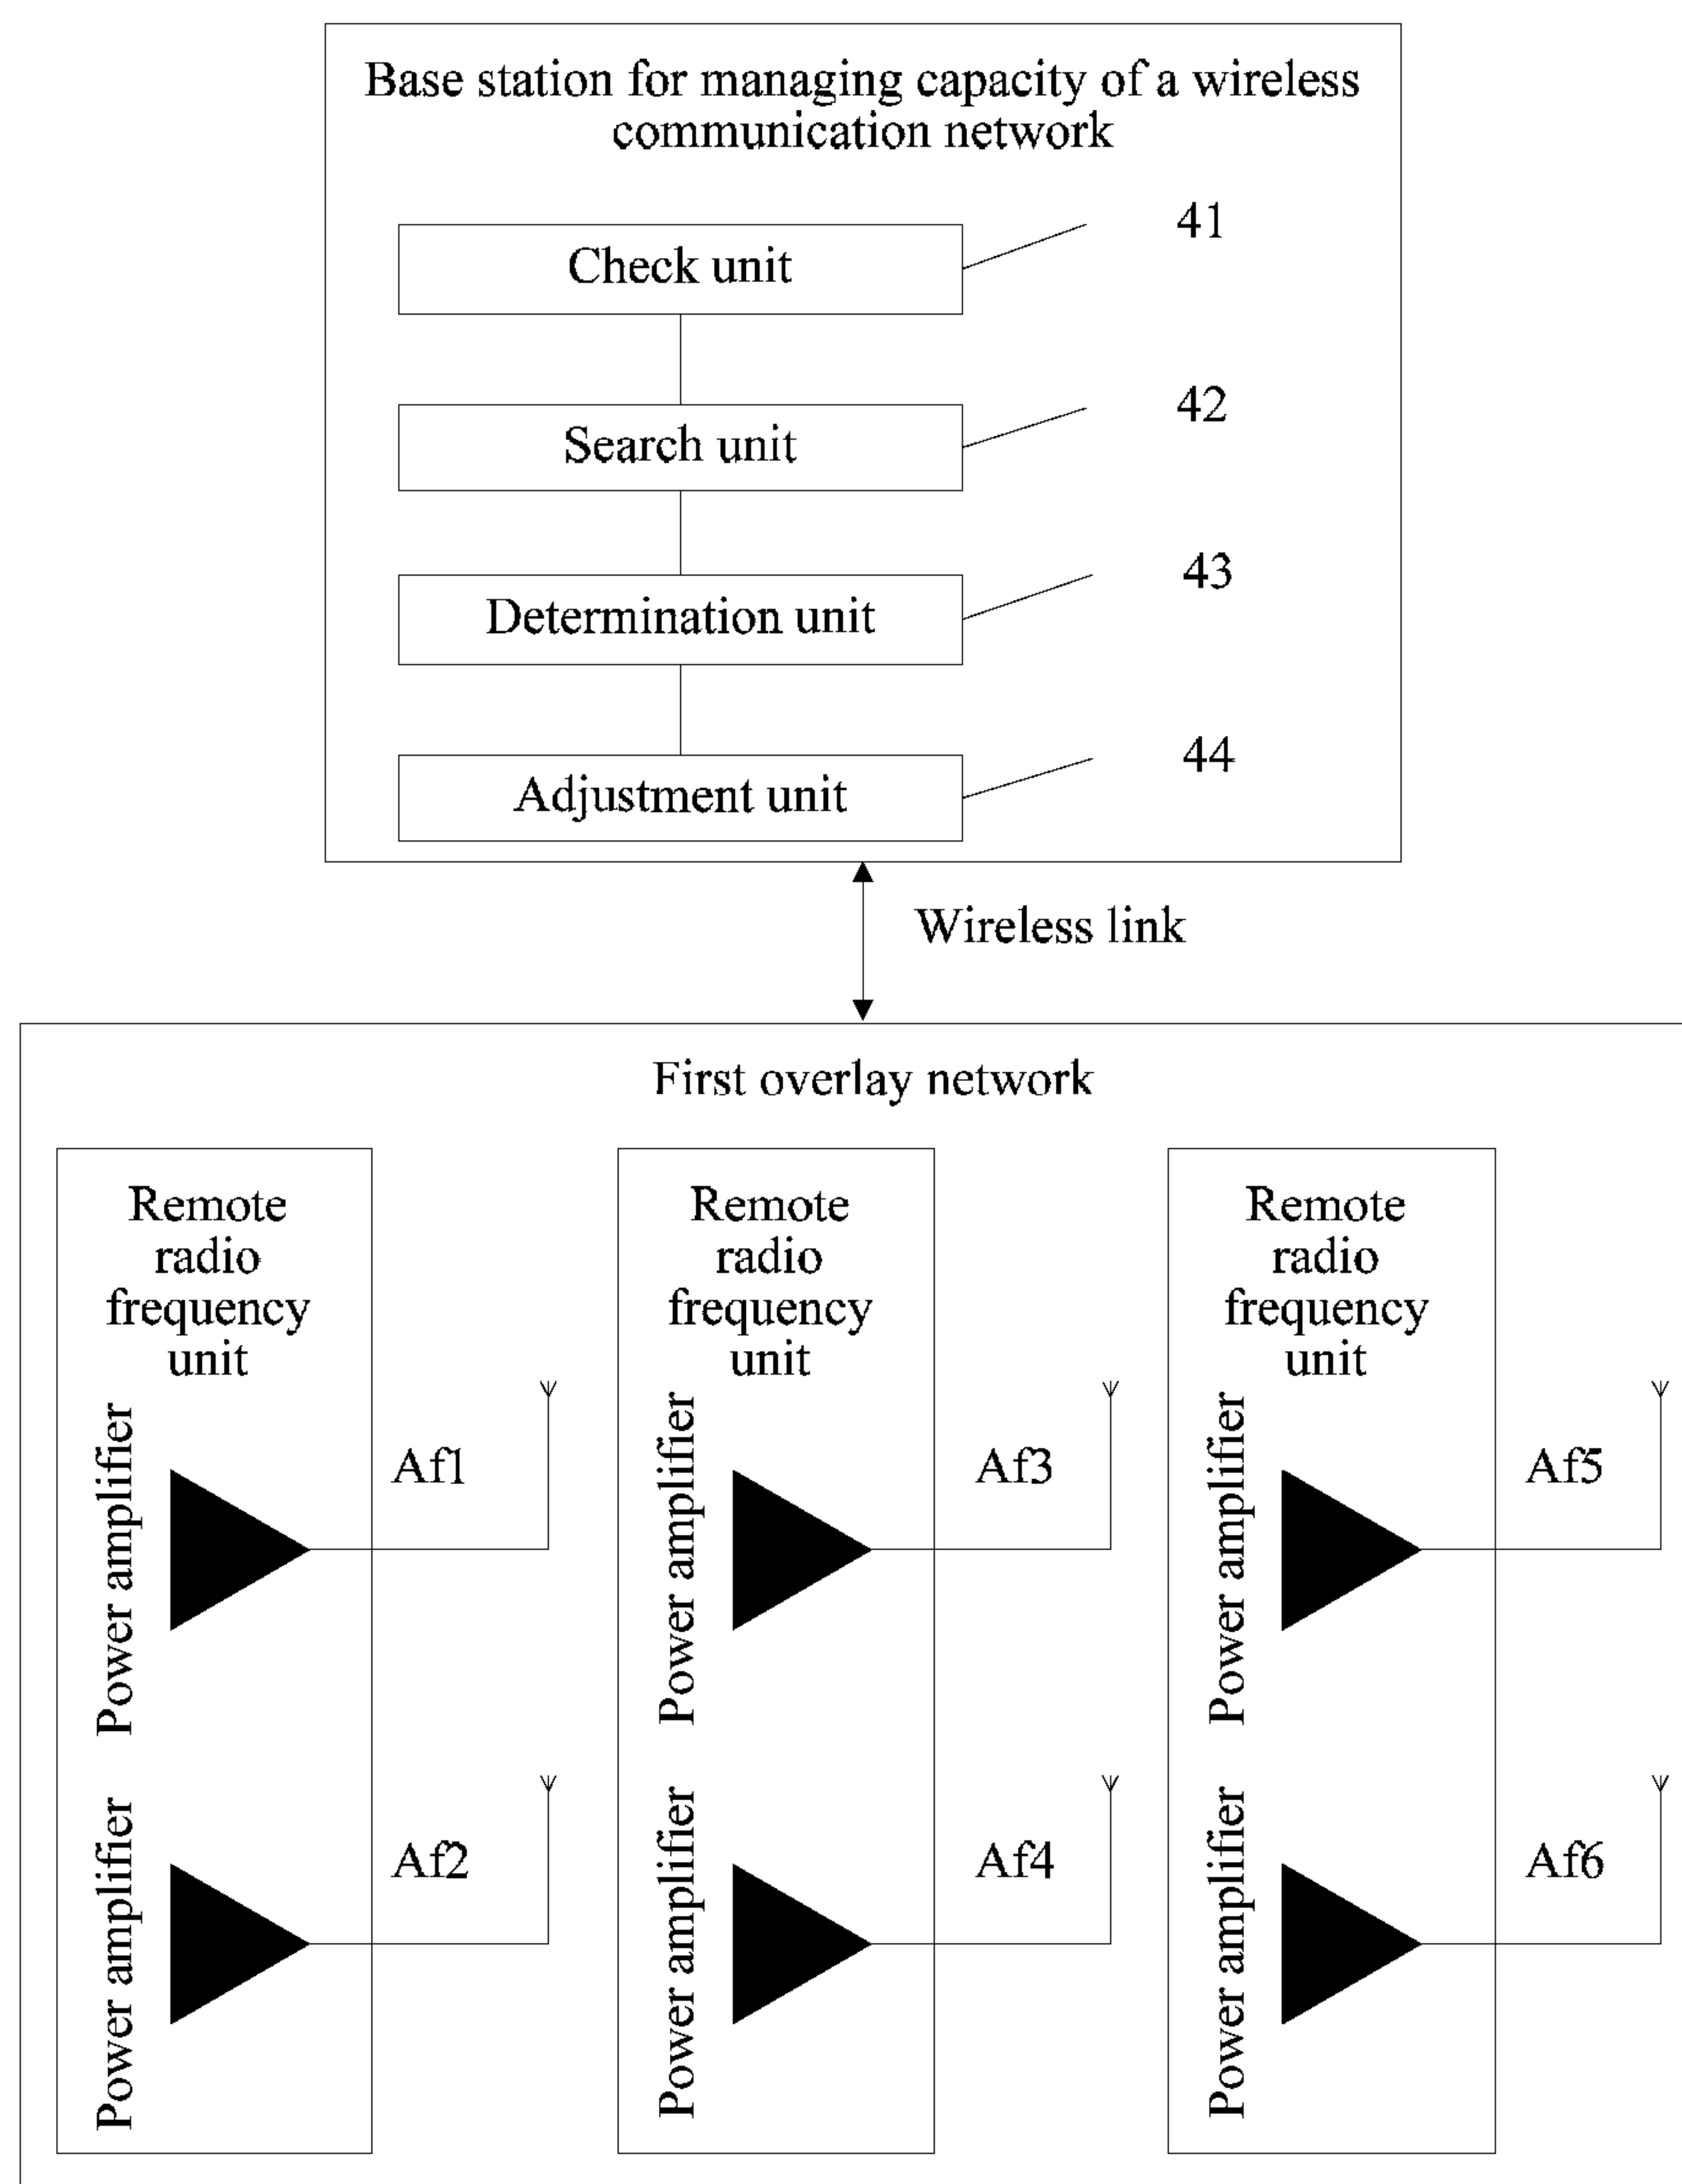 Base station for managing capacity of a wireless
communication network
41
Check unit
42
Search unit
43
Determination unit
44
Adjustment unit
Wireless link
First overlay network
Remote
radio
frequency
unit
Power amplifier
Af1
Power amplifier
Af2
Remote
radio
frequency
unit
Power amplifier
Af3
Power amplifier
Af4
Remote
radio
frequency
unit
Power amplifier
Af5
Power amplifier
Af6